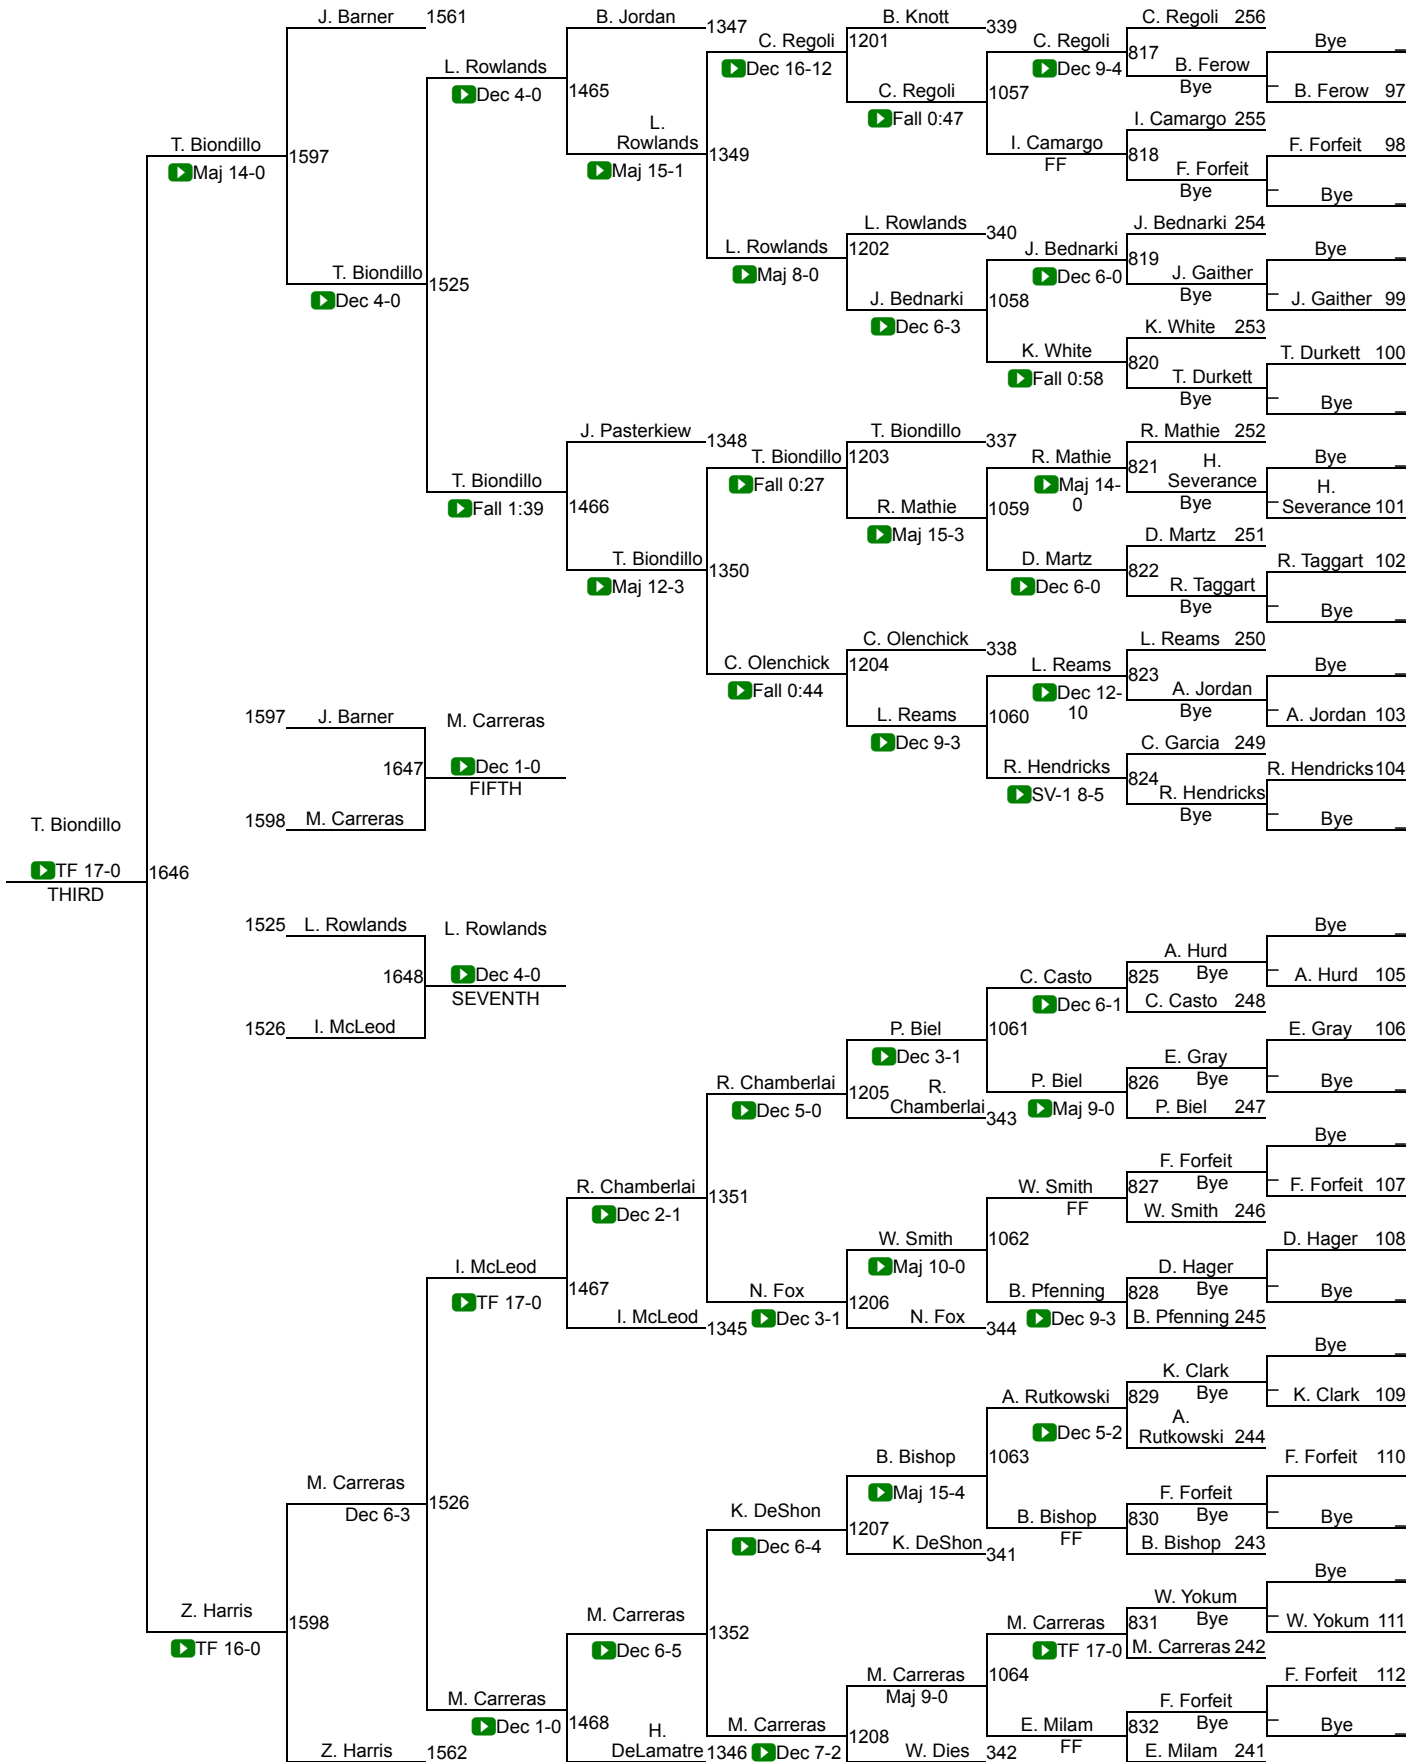 J. Barner 1561
B. Jordan 1347
B. Knott 339
C. Regoli 256
Bye _
C. Regoli 1201
Dec 16-12
C. Regoli 817
Dec 9-4
B. Ferow
Bye
B. Ferow 97
L. Rowlands
Dec 4-0
1465
C. Regoli 1057
Fall 0:47
I. Camargo 255
F. Forfeit 98
T. Biondillo 1597
Maj 14-0
L.
Rowlands 1349
Maj 15-1
I. Camargo 818
FF
F. Forfeit
Bye
Bye _
L. Rowlands 340
J. Bednarki 254
Bye _
L. Rowlands 1202
Maj 8-0
J. Bednarki 819
Dec 6-0
J. Gaither
Bye
J. Gaither 99
T. Biondillo 1525
Dec 4-0
J. Bednarki 1058
Dec 6-3
K. White 253
T. Durkett 100
K. White 820
Fall 0:58
T. Durkett
Bye
Bye _
J. Pasterkiew 1348
T. Biondillo 337
R. Mathie 252
Bye _
T. Biondillo 1203
Fall 0:27
R. Mathie 821
Maj 14-
0
H.
Severance
Bye
H.
Severance 101
T. Biondillo
Fall 1:39
1466
R. Mathie 1059
Maj 15-3
D. Martz 251
R. Taggart 102
T. Biondillo 1350
Maj 12-3
D. Martz 822
Dec 6-0
R. Taggart
Bye
Bye _
C. Olenchick 338
L. Reams 250
Bye _
C. Olenchick 1204
Fall 0:44
L. Reams 823
Dec 12-
10
A. Jordan
Bye
A. Jordan 103
1597 J. Barner
M. Carreras
L. Reams 1060
Dec 9-3
C. Garcia 249
R. Hendricks 104
1647
Dec 1-0
FIFTH
R. Hendricks 824
SV-1 8-5
R. Hendricks
Bye
Bye _
1598 M. Carreras
T. Biondillo
TF 17-0 1646
THIRD
1525 L. Rowlands
L. Rowlands
Bye _
1648
Dec 4-0
SEVENTH
C. Casto 825
Dec 6-1
A. Hurd
Bye
A. Hurd 105
C. Casto 248
1526 I. McLeod
P. Biel 1061
Dec 3-1
E. Gray 106
R. Chamberlai 1205
Dec 5-0
R.
Chamberlai 343
P. Biel 826
Maj 9-0
E. Gray
Bye
Bye _
P. Biel 247
Bye _
R. Chamberlai 1351
Dec 2-1
W. Smith 827
FF
F. Forfeit
Bye
F. Forfeit 107
W. Smith 246
W. Smith 1062
Maj 10-0
D. Hager 108
I. McLeod
TF 17-0
1467
N. Fox 1206
Dec 3-1
B. Pfenning 828
Dec 9-3
D. Hager
Bye
Bye _
I. McLeod 1345
N. Fox 344
B. Pfenning 245
Bye _
A. Rutkowski 829
Dec 5-2
K. Clark
Bye
K. Clark 109
A.
Rutkowski 244
B. Bishop 1063
Maj 15-4
F. Forfeit 110
M. Carreras 1526
Dec 6-3
K. DeShon 1207
Dec 6-4
K. DeShon 341
B. Bishop 830
FF
F. Forfeit
Bye
Bye _
B. Bishop 243
Bye _
Z. Harris 1598
TF 16-0
M. Carreras 1352
Dec 6-5
M. Carreras 831
TF 17-0
W. Yokum
Bye
W. Yokum 111
M. Carreras 242
M. Carreras 1064
Maj 9-0
F. Forfeit 112
M. Carreras
Dec 1-0
1468
M. Carreras 1208
Dec 7-2
E. Milam 832
FF
F. Forfeit
Bye
Bye _
Z. Harris 1562
H.
DeLamatre 1346
W. Dies 342
E. Milam 241